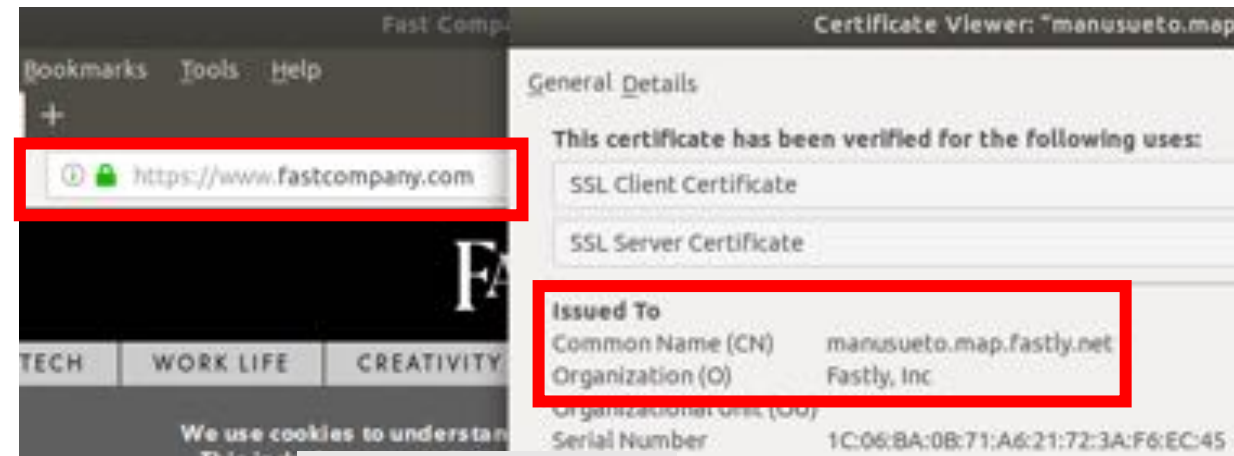 Fast Compa
Bookmarks Tools Help
+
https://www.fastcompany.com
FA
TECH WORK LIFE CREATIVITY
We use cookies to understan
Certificate Viewer: "manusueto.map
General Details
This certificate has been verified for the following uses:
SSL Client Certificate
SSL Server Certificate
Issued To
Common Name (CN) manusueto.map.fastly.net
Organization (O) Fastly, Inc
Organizational Unit (OU)
Serial Number 1C:06:BA:0B:71:A6:21:72:3A:F6:EC:45